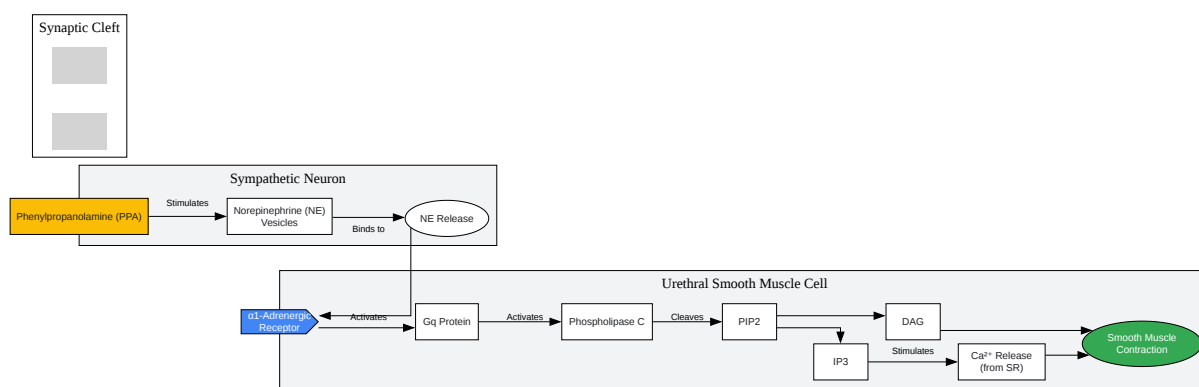 Synaptic Cleft
Sympathetic Neuron
Phenylpropanolamine (PPA)
Stimulates
Norepinephrine (NE)
Vesicles
Binds to
NE Release
Urethral Smooth Muscle Cell
α1-Adrenergic
Receptor
Activates
Gq Protein
Activates
Phospholipase C
Cleaves
PIP2
DAG
IP3
Stimulates
Ca²⁺ Release
(from SR)
Smooth Muscle
Contraction